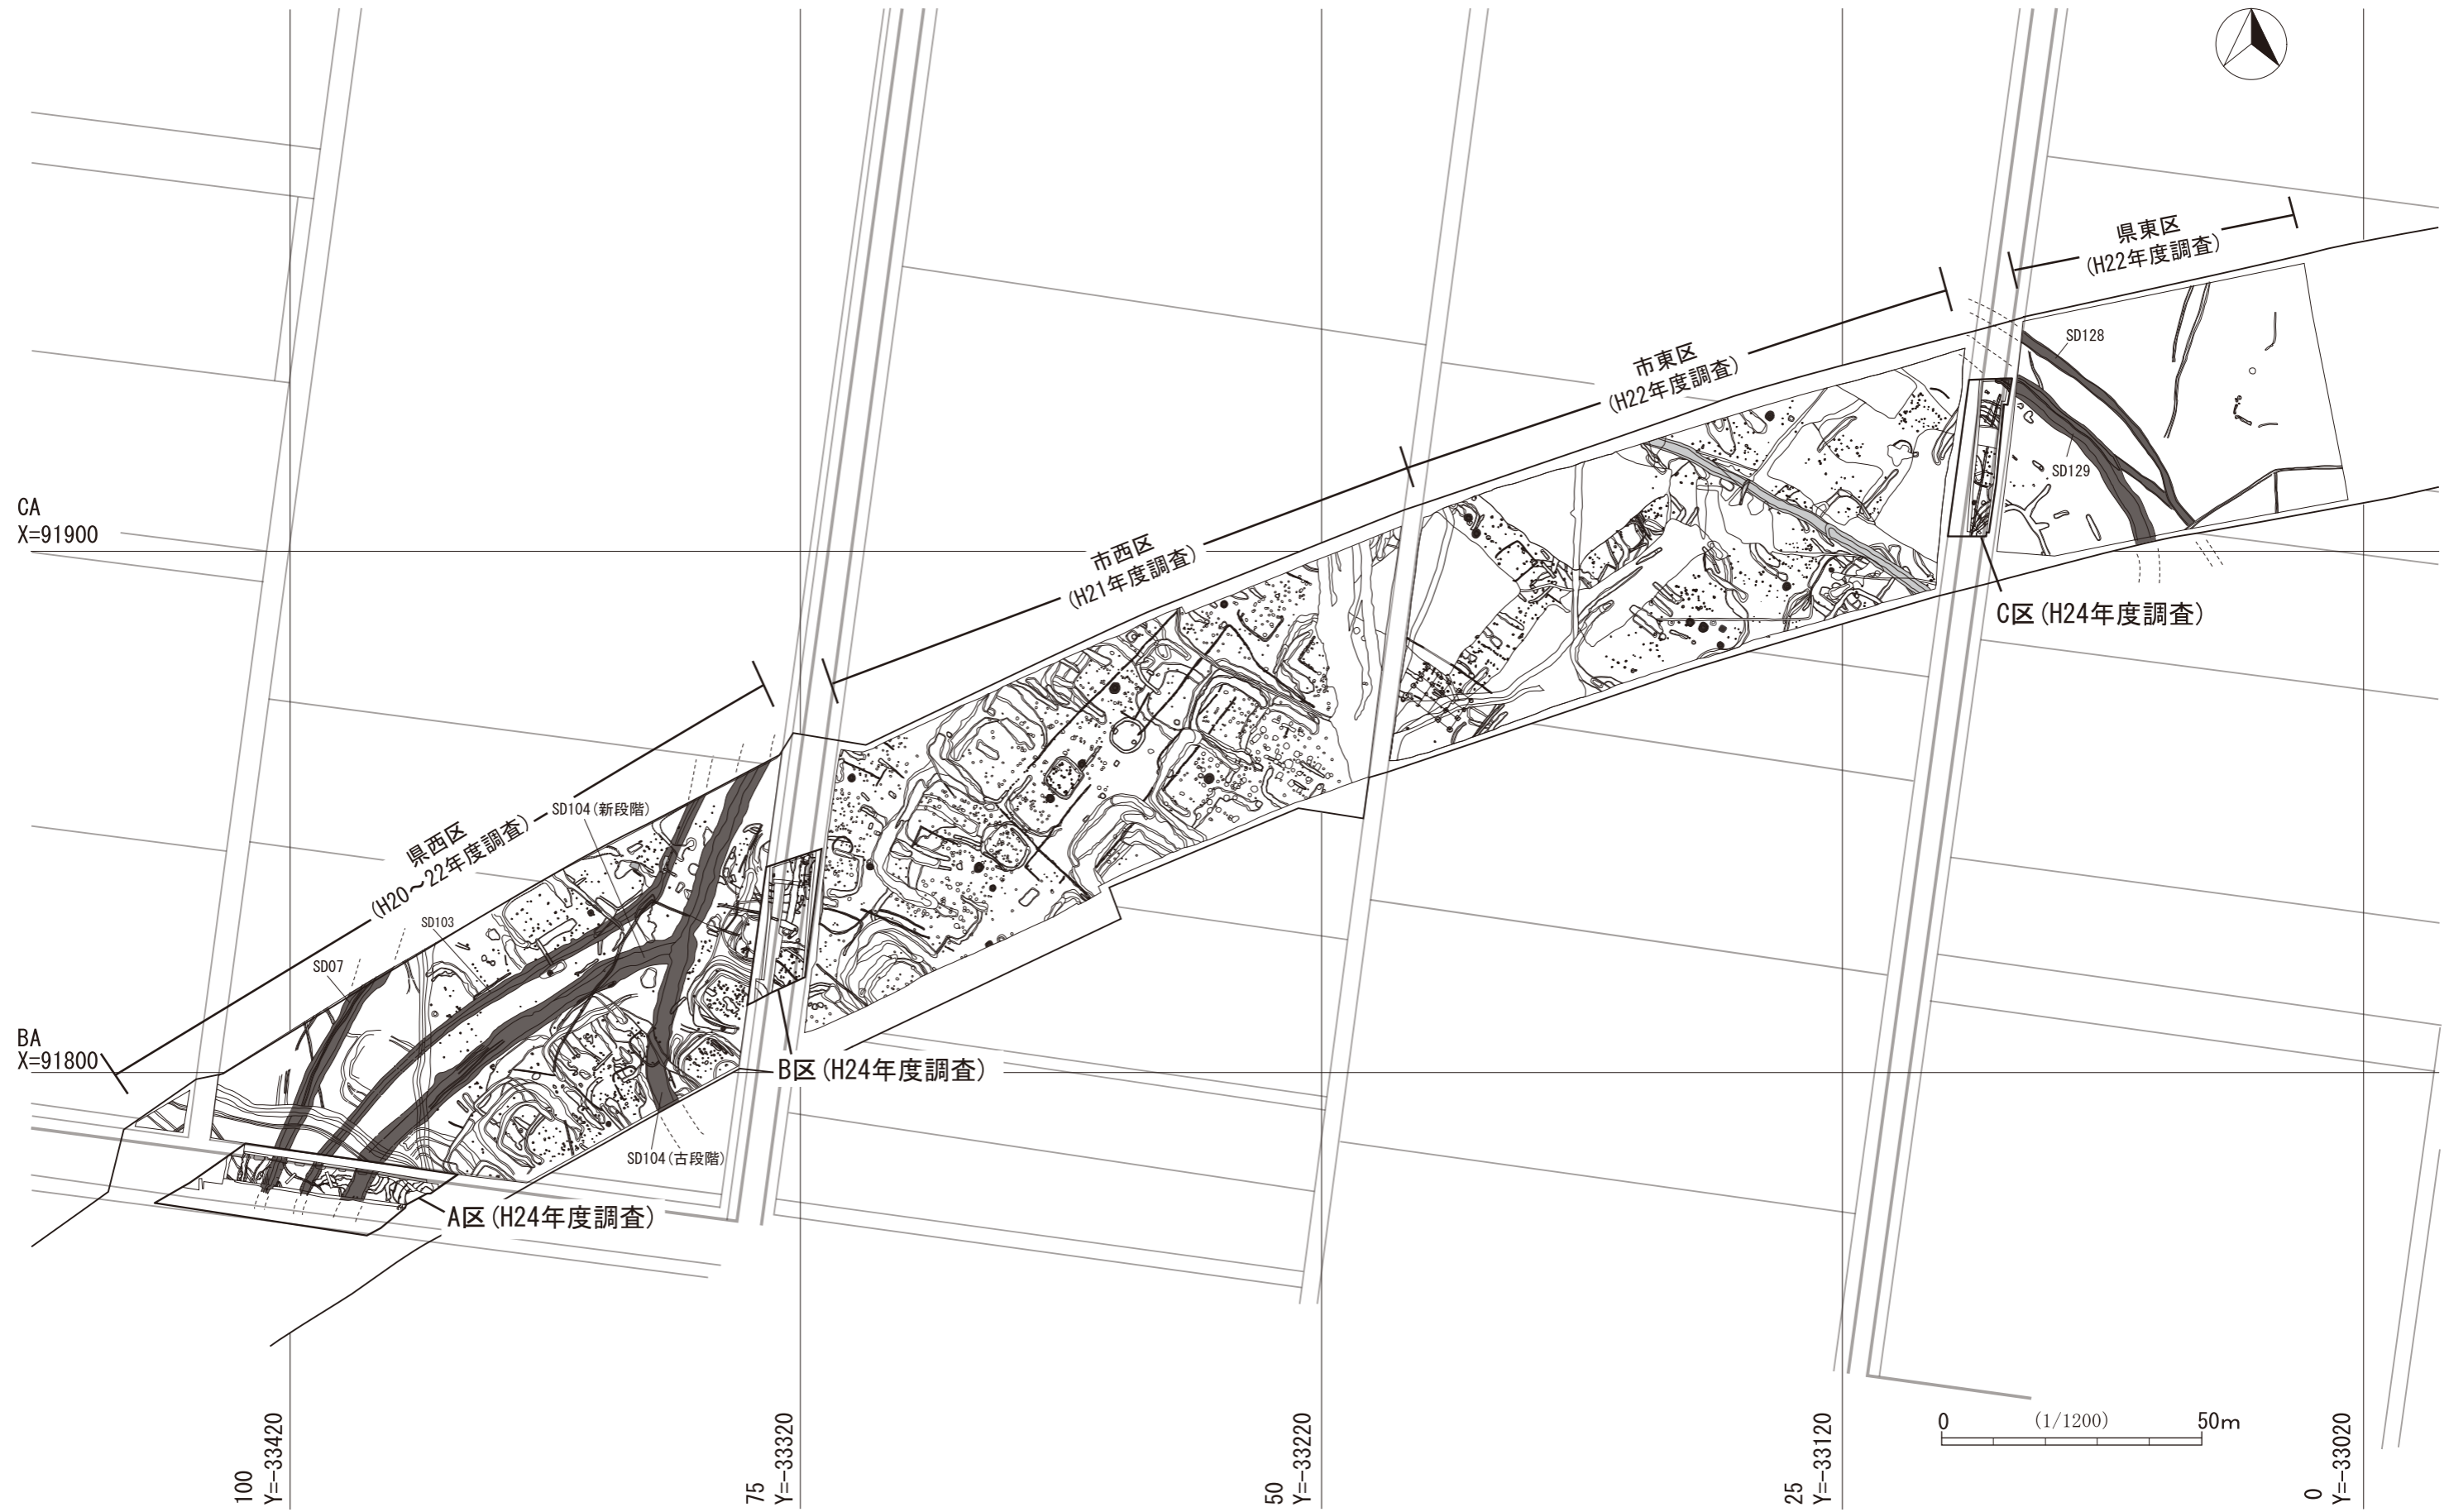 県東区
(H22年度調査)
SD128
市東区
(H22年度調査)
SD129
CA
X=91900
市西区
(H21年度調査)
C区(H24年度調査)
SD104(新段階)
県西区
(H20～22年度調査)
SD103
SD07
BA
X=91800
B区(H24年度調査)
SD104(古段階)
A区(H24年度調査)
0 (1/1200) 50m
100
Y=-33420
75
Y=-33320
50
Y=-33220
25
Y=-33120
0
Y=-33020